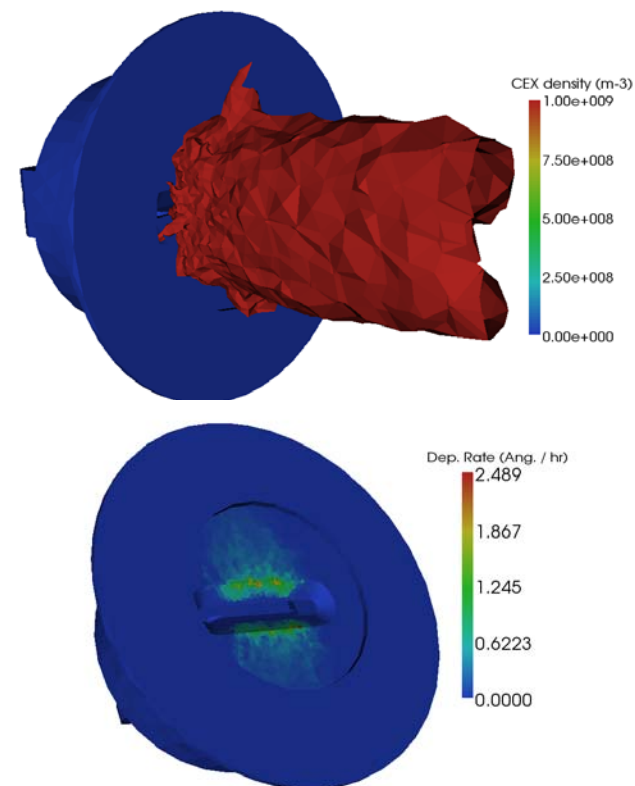 CEX density (m-3)
1.00e+009
7.50e+008
5.00e+008
2.50e+008
0.00e+000
Dep. Rate (Ang. / hr)
2.489
1.867
1.245
0.6223
0.0000